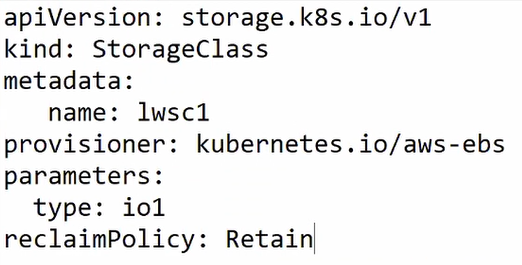 apiVersion: storage.k8s.io/v1
kind: StorageClass
metadata:
   name: lwsc1
provisioner: kubernetes.io/aws-ebs
parameters:
  type: io1
reclaimPolicy: Retain